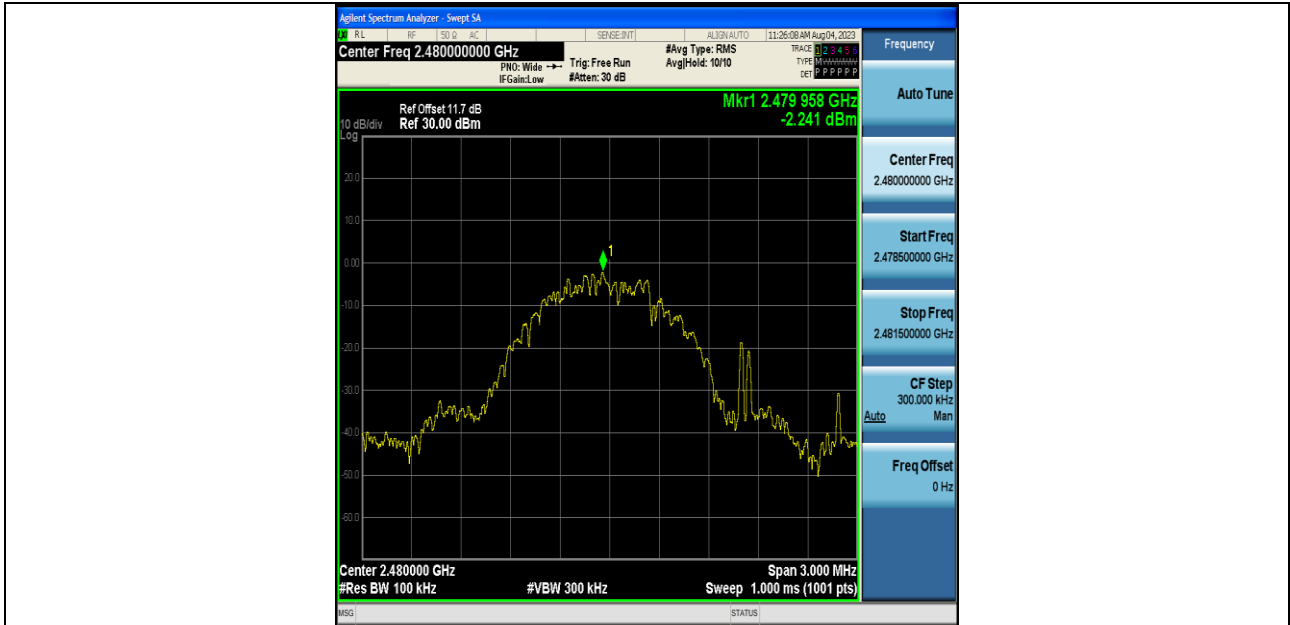 Agilent Spectrum Analyzer - Swept SA
RL RF 50 Ω AC SENSE:INT ALIGN AUTO 11:26:08 AM Aug 04, 2023
Center Freq 2.480000000 GHz
PNO: Wide
IFGain:Low
Trig: Free Run
#Atten: 30 dB
#Avg Type: RMS
Avg|Hold: 10/10
TRACE 1 2 3 4 5 6
TYPE M
DET P P P P P P
Mkr1 2.479 958 GHz
-2.241 dBm
Ref Offset 11.7 dB
10 dB/div Ref 30.00 dBm
Log
20.0
10.0
0.00
-10.0
-20.0
-30.0
-40.0
-50.0
-60.0
1
Center 2.480000 GHz Span 3.000 MHz
#Res BW 100 kHz #VBW 300 kHz Sweep 1.000 ms (1001 pts)
MSG STATUS
Frequency
Auto Tune
Center Freq
2.480000000 GHz
Start Freq
2.478500000 GHz
Stop Freq
2.481500000 GHz
CF Step
300.000 kHz
Auto Man
Freq Offset
0 Hz